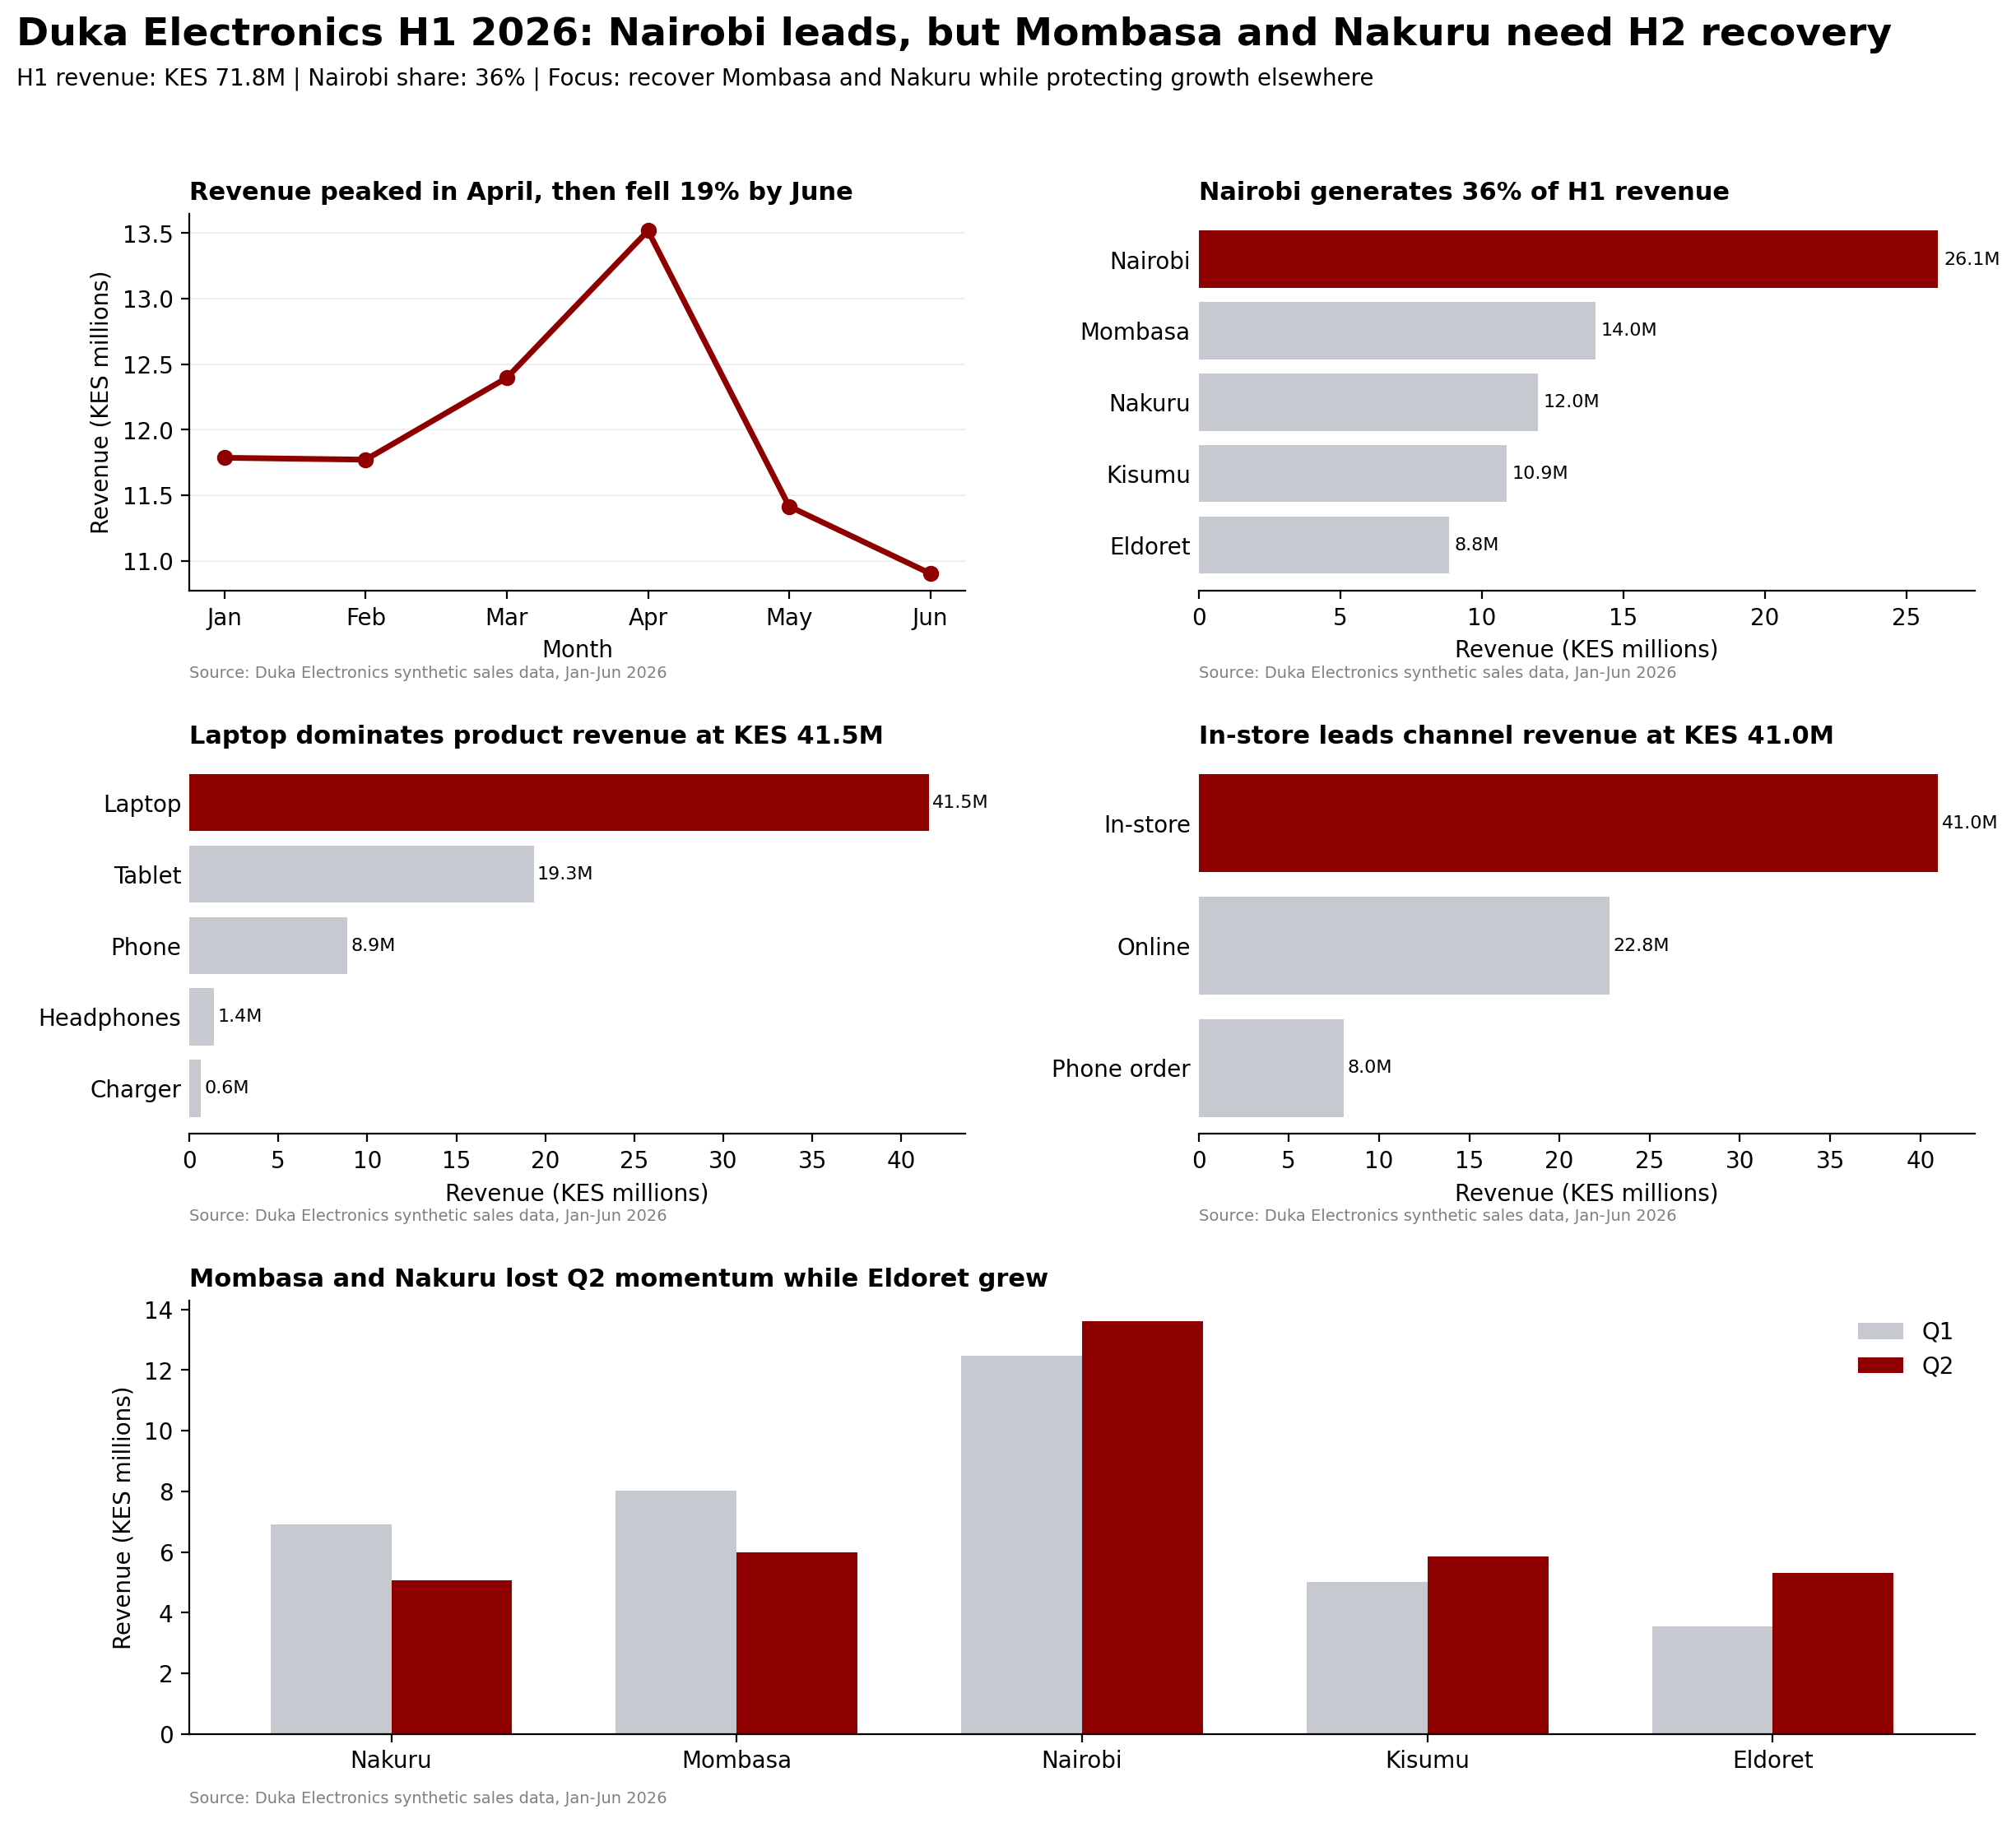 Duka Electronics H1 2026: Nairobi leads, but Mombasa and Nakuru need H2 recovery
H1 revenue: KES 71.8M | Nairobi share: 36% | Focus: recover Mombasa and Nakuru while protecting growth elsewhere
Revenue peaked in April, then fell 19% by June
Revenue (KES millions)
13.5
13.0
12.5
12.0
11.5
11.0
Jan Feb Mar Apr May Jun
Month
Source: Duka Electronics synthetic sales data, Jan-Jun 2026
Nairobi generates 36% of H1 revenue
Nairobi 26.1M
Mombasa 14.0M
Nakuru 12.0M
Kisumu 10.9M
Eldoret 8.8M
0 5 10 15 20 25
Revenue (KES millions)
Source: Duka Electronics synthetic sales data, Jan-Jun 2026
Laptop dominates product revenue at KES 41.5M
Laptop 41.5M
Tablet 19.3M
Phone 8.9M
Headphones 1.4M
Charger 0.6M
0 5 10 15 20 25 30 35 40
Revenue (KES millions)
Source: Duka Electronics synthetic sales data, Jan-Jun 2026
In-store leads channel revenue at KES 41.0M
In-store 41.0M
Online 22.8M
Phone order 8.0M
0 5 10 15 20 25 30 35 40
Revenue (KES millions)
Source: Duka Electronics synthetic sales data, Jan-Jun 2026
Mombasa and Nakuru lost Q2 momentum while Eldoret grew
Revenue (KES millions)
14
12
10
8
6
4
2
0
Q1
Q2
Nakuru Mombasa Nairobi Kisumu Eldoret
Source: Duka Electronics synthetic sales data, Jan-Jun 2026